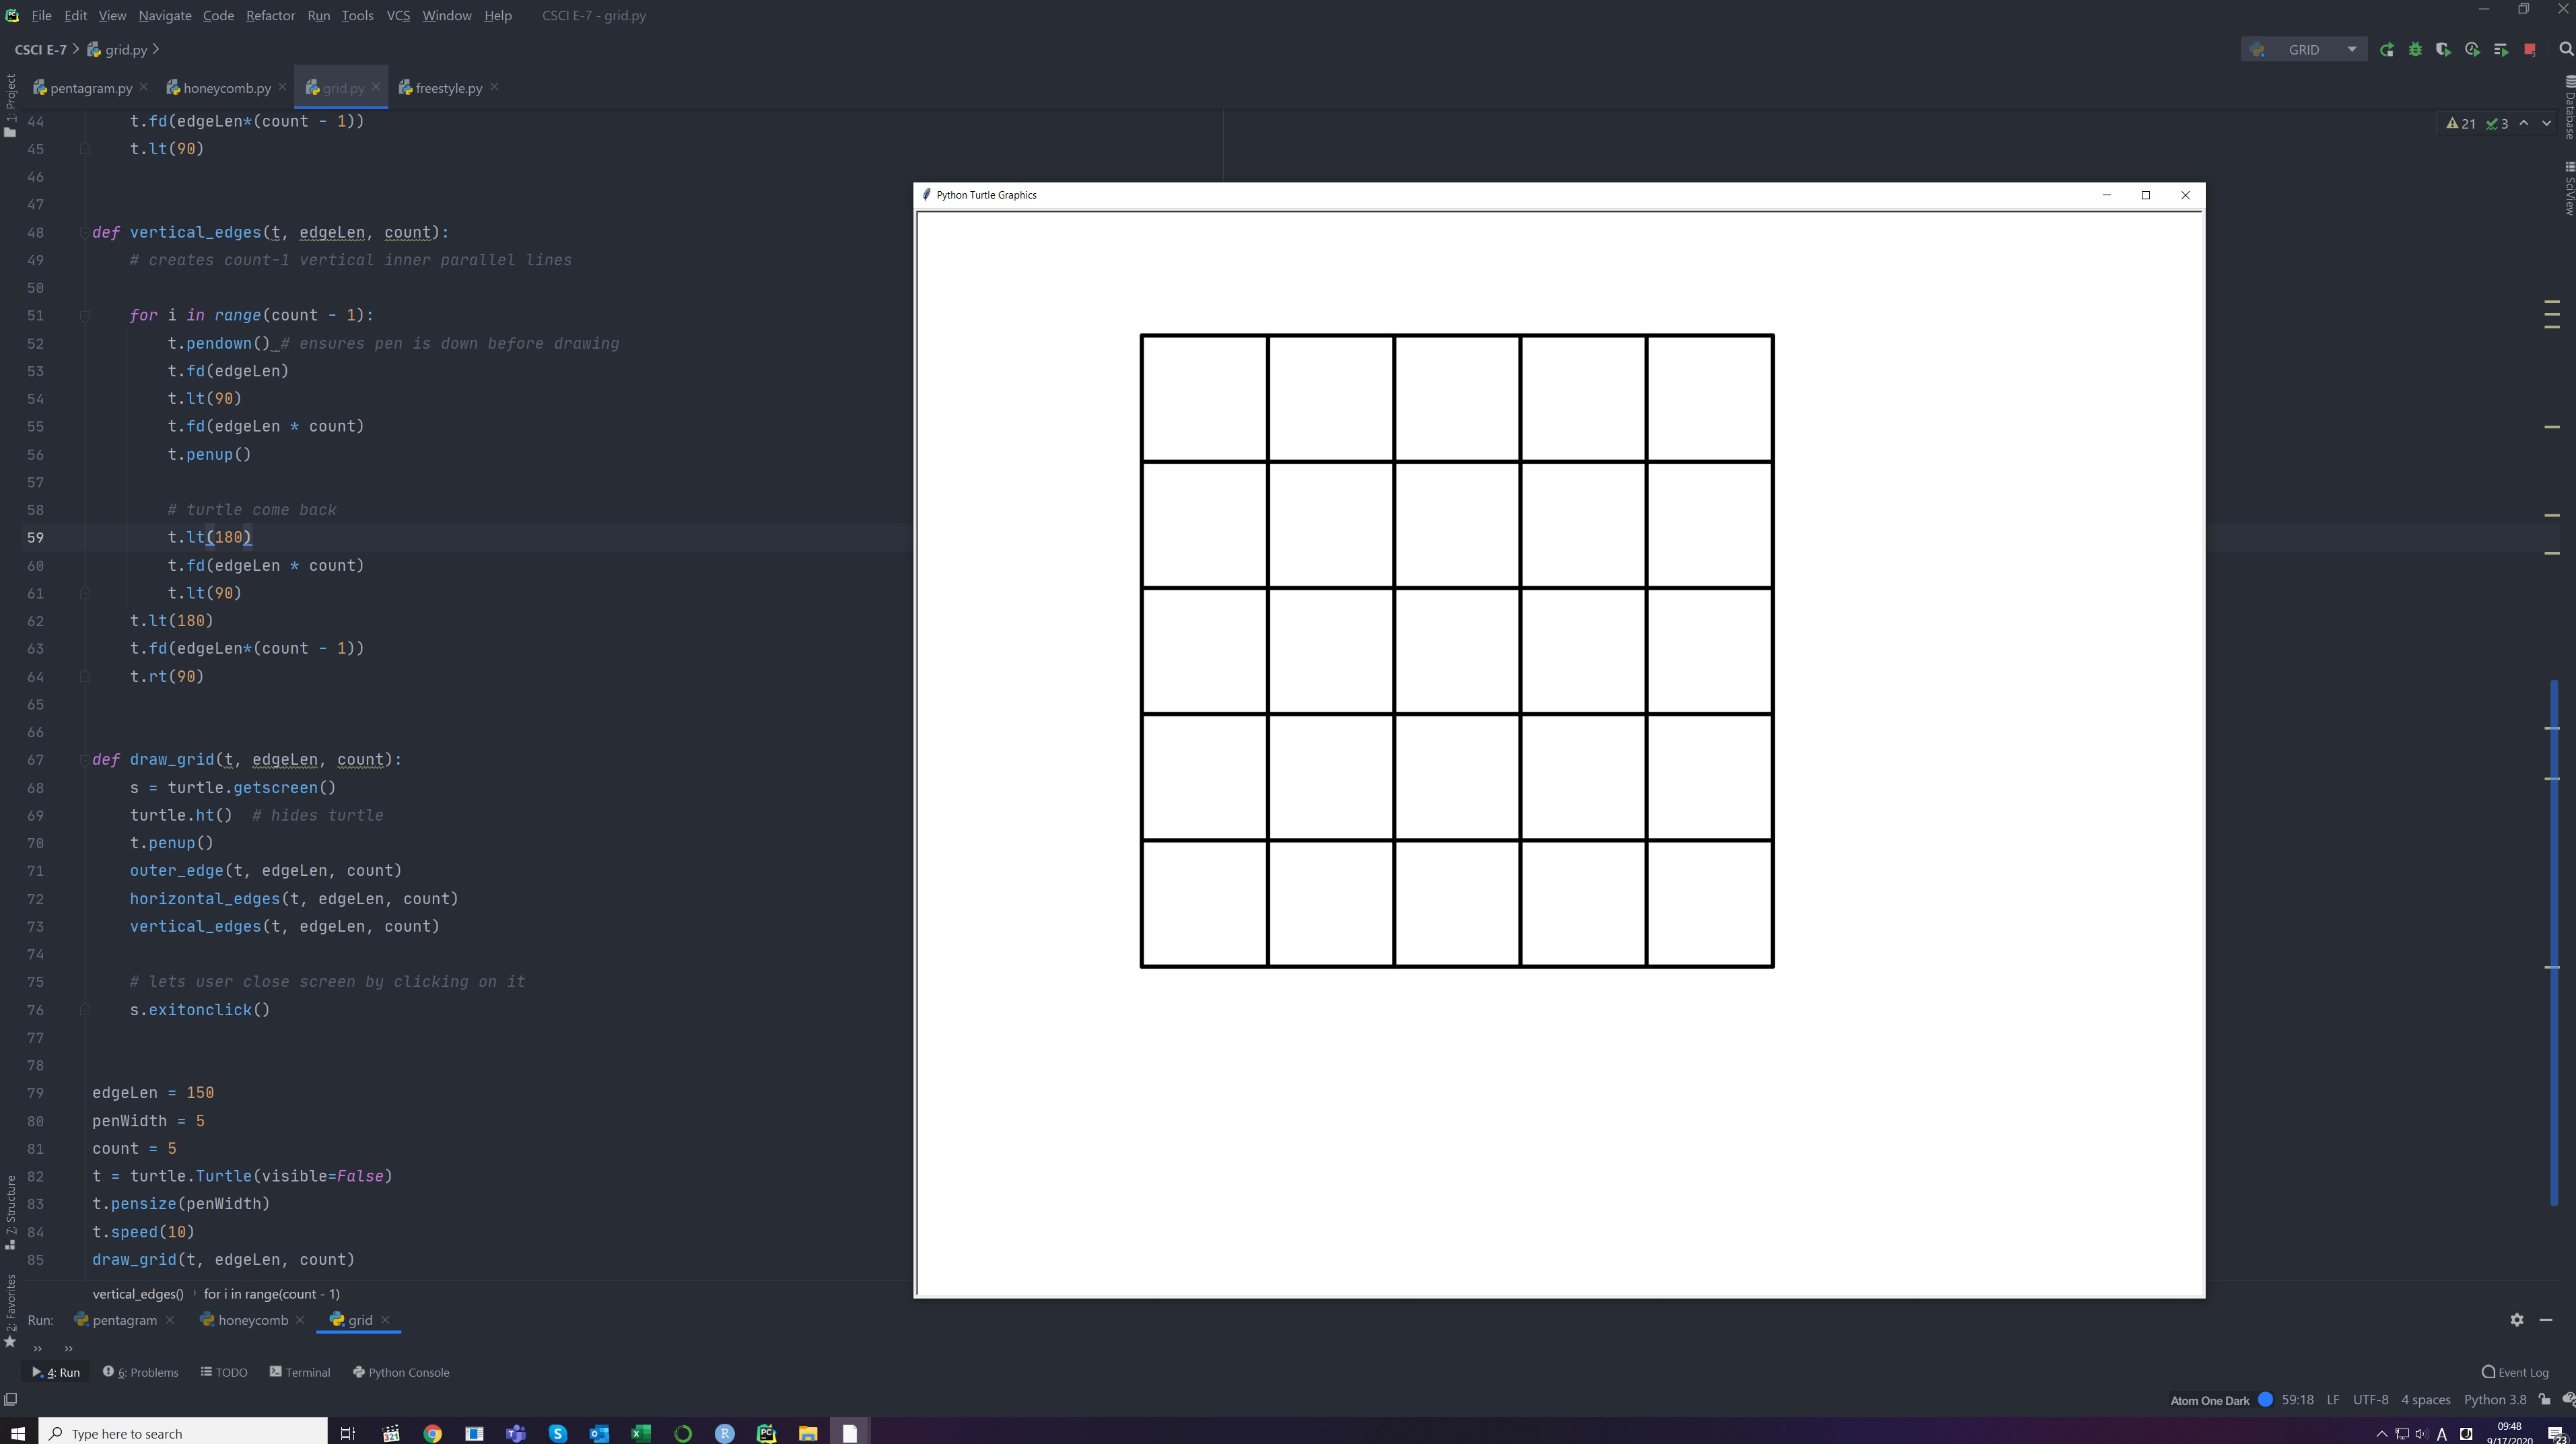 File Edit View Navigate Code Refactor Run Tools VCS Window Help CSCI E-7 - grid.py
CSCI E-7 grid.py
GRID
pentagram.py honeycomb.py grid.py freestyle.py
1: Project
Database
SciView
21 3
44 t.fd(edgeLen*(count - 1))
45 t.lt(90)
46
47
48 def vertical_edges(t, edgeLen, count):
49 # creates count-1 vertical inner parallel lines
50
51 for i in range(count - 1):
52 t.pendown() # ensures pen is down before drawing
53 t.fd(edgeLen)
54 t.lt(90)
55 t.fd(edgeLen * count)
56 t.penup()
57
58 # turtle come back
59 t.lt(180)
60 t.fd(edgeLen * count)
61 t.lt(90)
62 t.lt(180)
63 t.fd(edgeLen*(count - 1))
64 t.rt(90)
65
66
67 def draw_grid(t, edgeLen, count):
68 s = turtle.getscreen()
69 turtle.ht() # hides turtle
70 t.penup()
71 outer_edge(t, edgeLen, count)
72 horizontal_edges(t, edgeLen, count)
73 vertical_edges(t, edgeLen, count)
74
75 # lets user close screen by clicking on it
76 s.exitonclick()
77
78
79 edgeLen = 150
80 penWidth = 5
81 count = 5
82 t = turtle.Turtle(visible=False)
83 t.pensize(penWidth)
84 t.speed(10)
85 draw_grid(t, edgeLen, count)
Python Turtle Graphics
Z: Structure
2: Favorites
vertical_edges() for i in range(count - 1)
Run: pentagram honeycomb grid
4: Run 6: Problems TODO Terminal Python Console
Event Log
Atom One Dark 59:18 LF UTF-8 4 spaces Python 3.8
Type here to search
09:48
9/17/2020
23